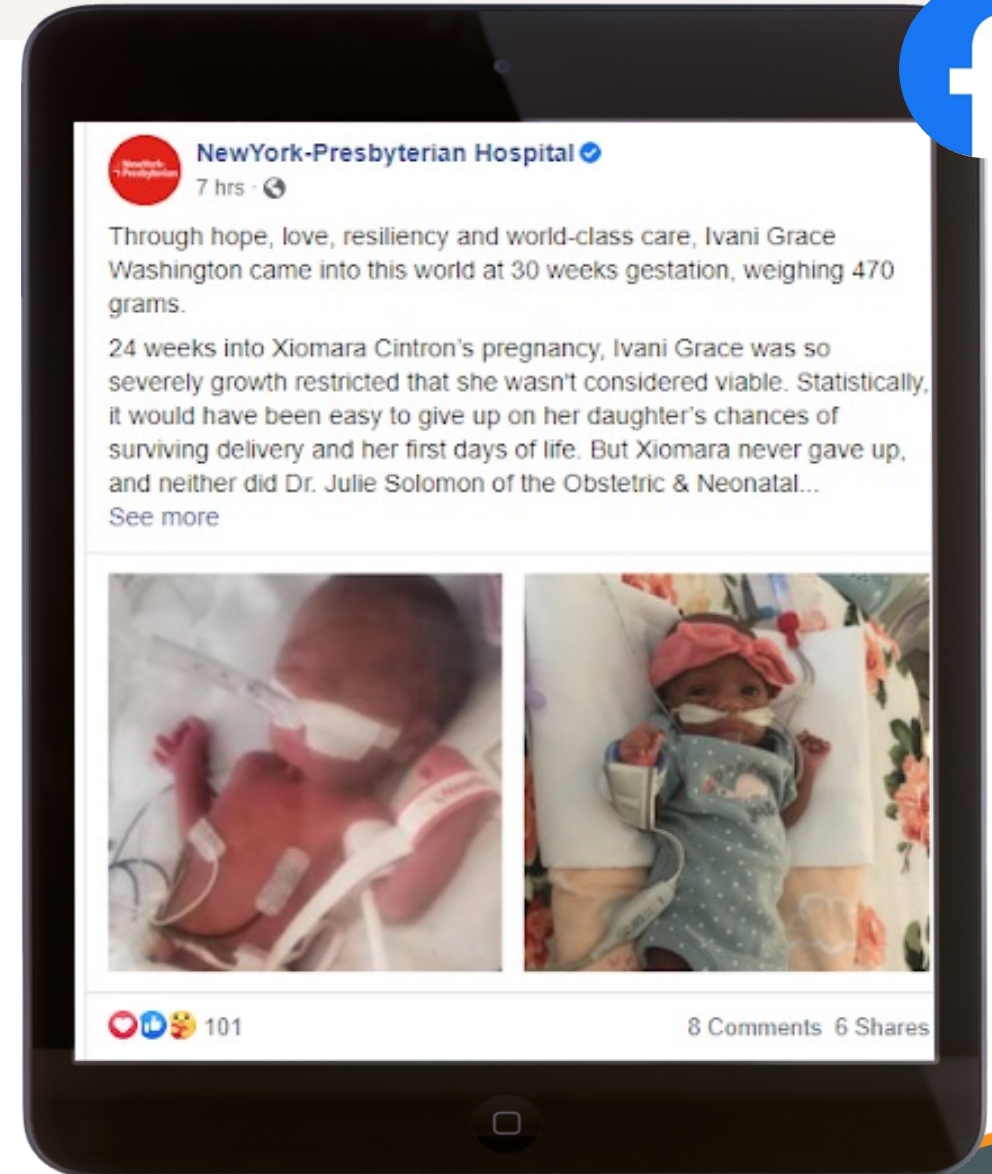 NewYork-
Presbyterian
NewYork-Presbyterian Hospital
7 hrs ·
Through hope, love, resiliency and world-class care, Ivani Grace
Washington came into this world at 30 weeks gestation, weighing 470
grams.
24 weeks into Xiomara Cintron's pregnancy, Ivani Grace was so
severely growth restricted that she wasn't considered viable. Statistically,
it would have been easy to give up on her daughter's chances of
surviving delivery and her first days of life. But Xiomara never gave up,
and neither did Dr. Julie Solomon of the Obstetric & Neonatal...
See more
101
8 Comments 6 Shares